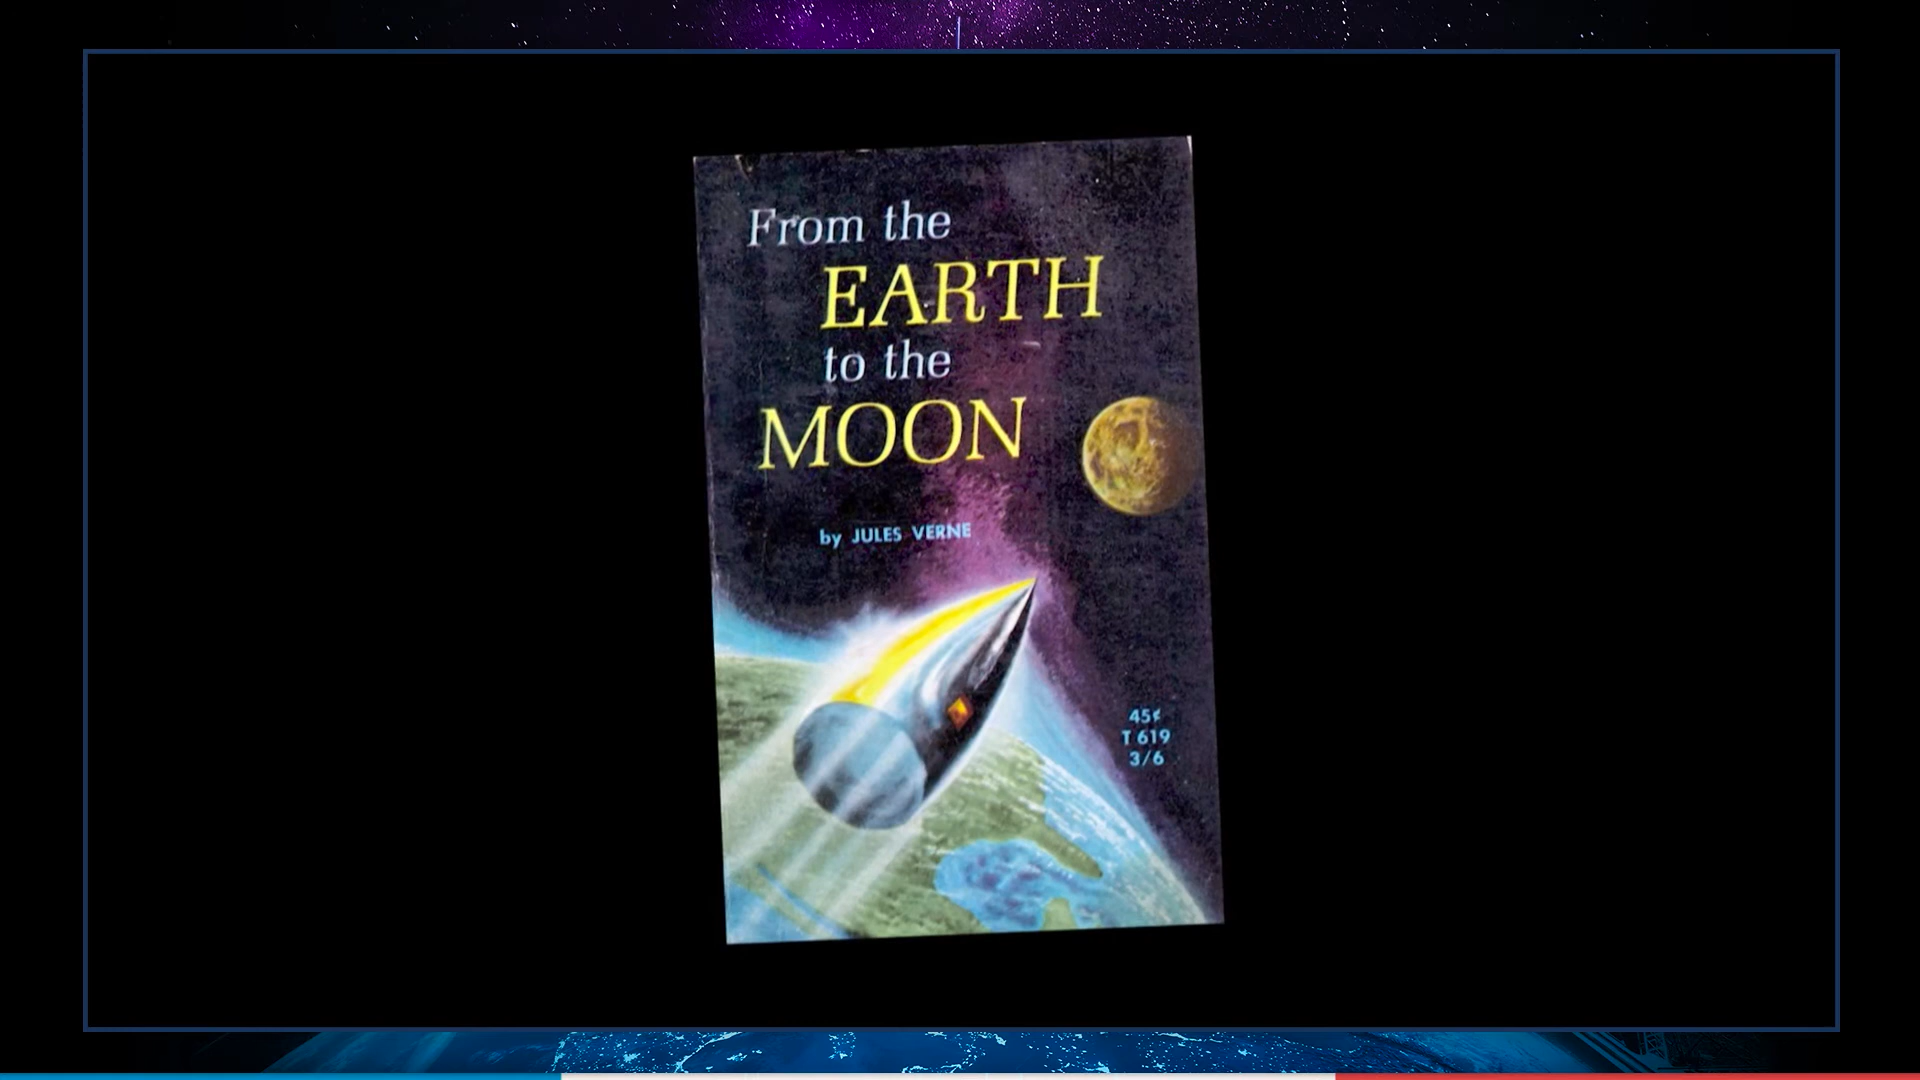 From the
EARTH
to the
MOON
by JULES VERNE
45¢
T 619
3/6